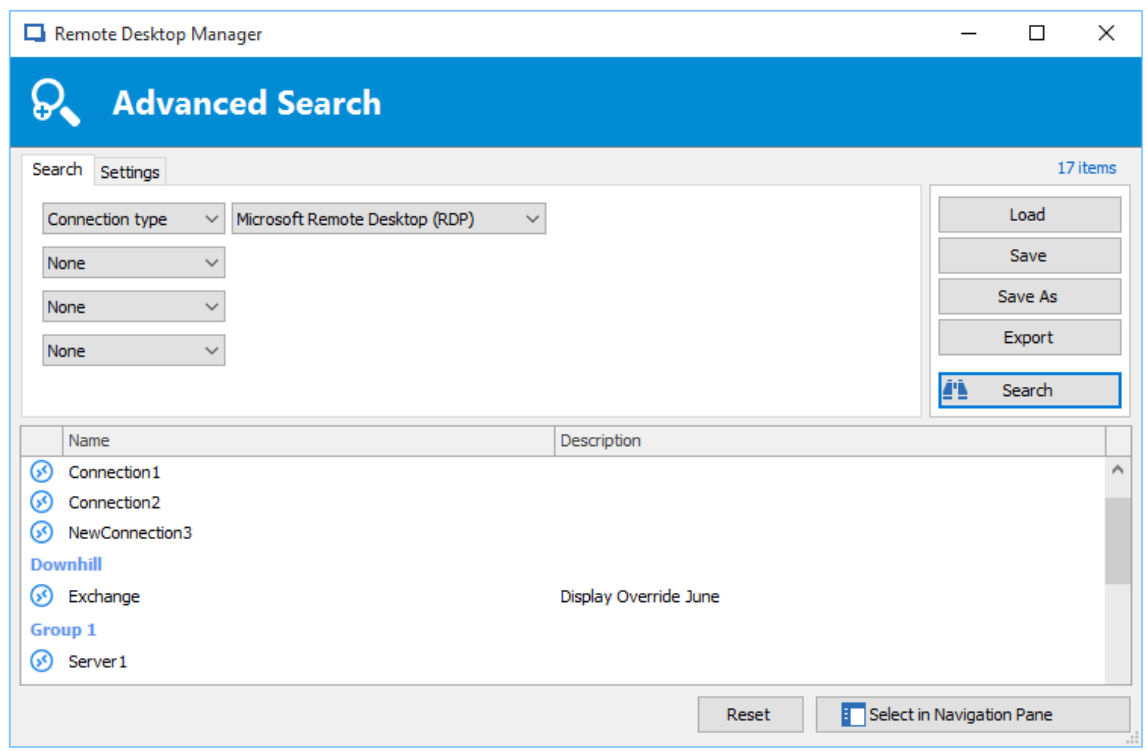 Remote Desktop Manager
Advanced Search
Search Settings 17 items
Connection type Microsoft Remote Desktop (RDP)
None
None
None
Load
Save
Save As
Export
Search
Name Description
Connection1
Connection2
NewConnection3
Downhill
Exchange Display Override June
Group 1
Server1
Reset Select in Navigation Pane